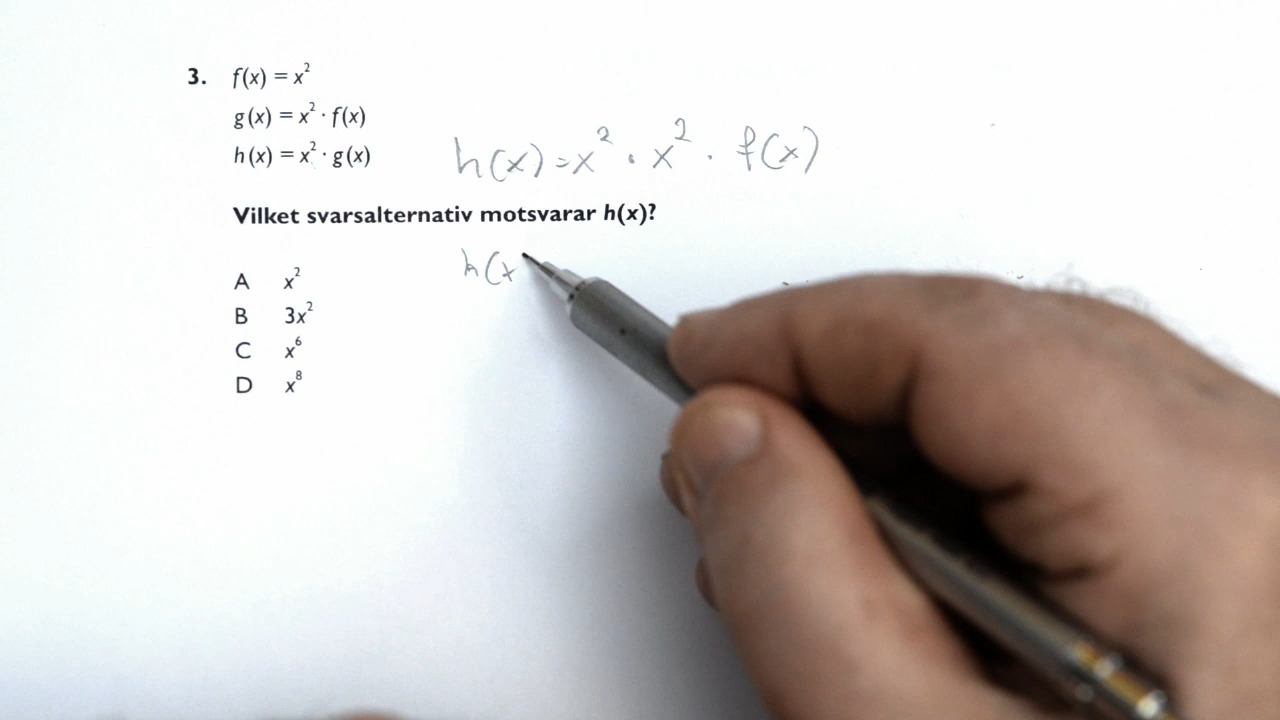 3. f(x) = x²
g(x) = x² · f(x)
h(x) = x² · g(x)
h(x) = x² · x² · f(x)
Vilket svarsalternativ motsvarar h(x)?
h(x
A x²
B 3x²
C x⁶
D x⁸